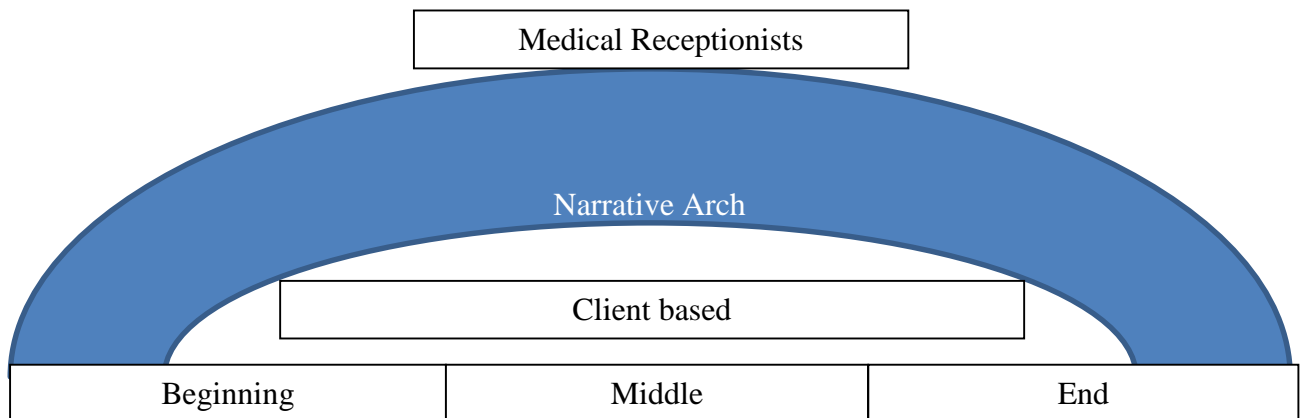 Medical Receptionists
Narrative Arch
Client based
Beginning Middle End